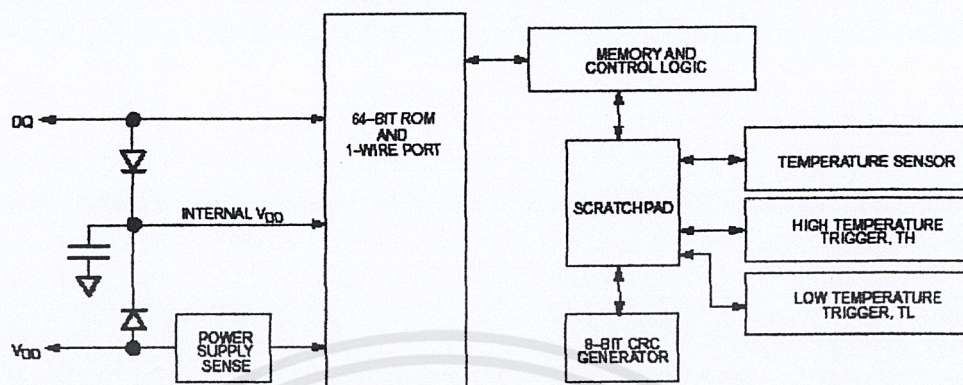 DQ
INTERNAL VDD
VDD
POWER
SUPPLY
SENSE
64–BIT ROM
AND
1–WIRE PORT
MEMORY AND
CONTROL LOGIC
SCRATCHPAD
8–BIT CRC
GENERATOR
TEMPERATURE SENSOR
HIGH TEMPERATURE
TRIGGER, TH
LOW TEMPERATURE
TRIGGER, TL